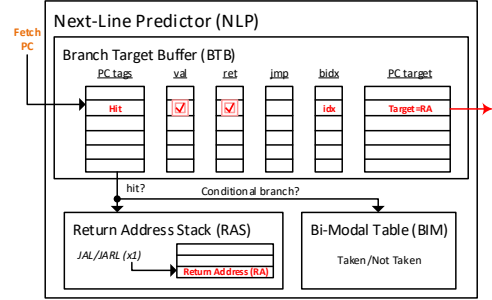 Next-Line Predictor (NLP)
Fetch
PC
Branch Target Buffer (BTB)
PC tags val ret jmp bidx PC target
Hit idx Target=RA
hit? Conditional branch?
Return Address Stack (RAS) Bi-Modal Table (BIM)
JAL/JARL (x1) Taken/Not Taken
Return Address (RA)